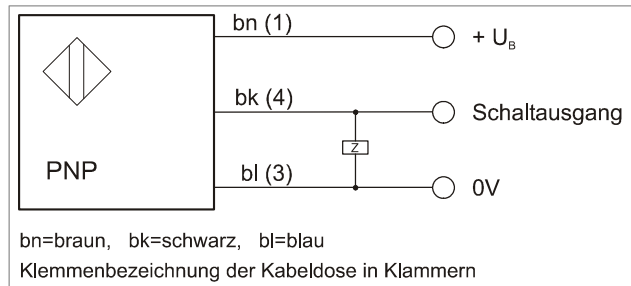 bn (1)
+ U_B
bk (4)
Schaltausgang
Z
PNP
bl (3)
0V
bn=braun, bk=schwarz, bl=blau
Klemmenbezeichnung der Kabeldose in Klammern